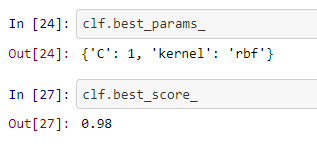 In [24]: clf.best_params_
Out[24]: {'C': 1, 'kernel': 'rbf'}
In [27]: clf.best_score_
Out[27]: 0.98